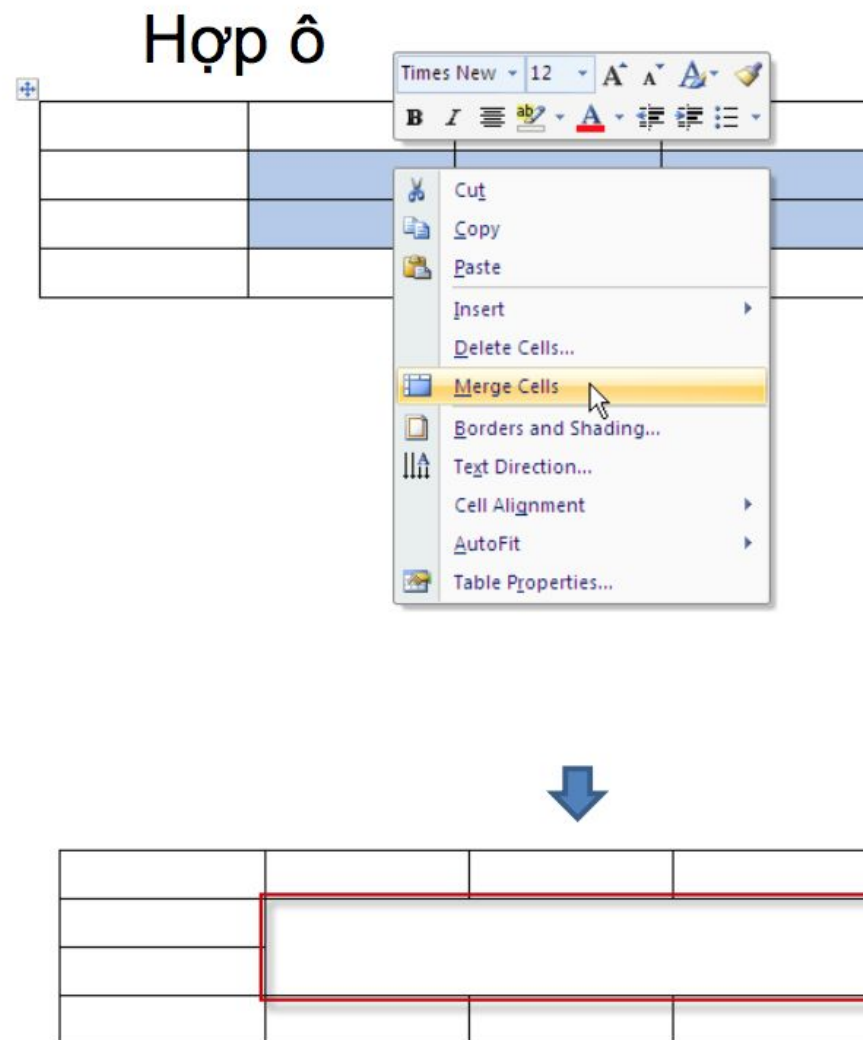 Hợp ô
Times New 12 A A A
B I ab A
Cut
Copy
Paste
Insert
Delete Cells...
Merge Cells
Borders and Shading...
A Text Direction...
Cell Alignment
AutoFit
Table Properties...